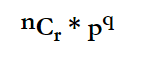 ⁿCᵣ * p^q